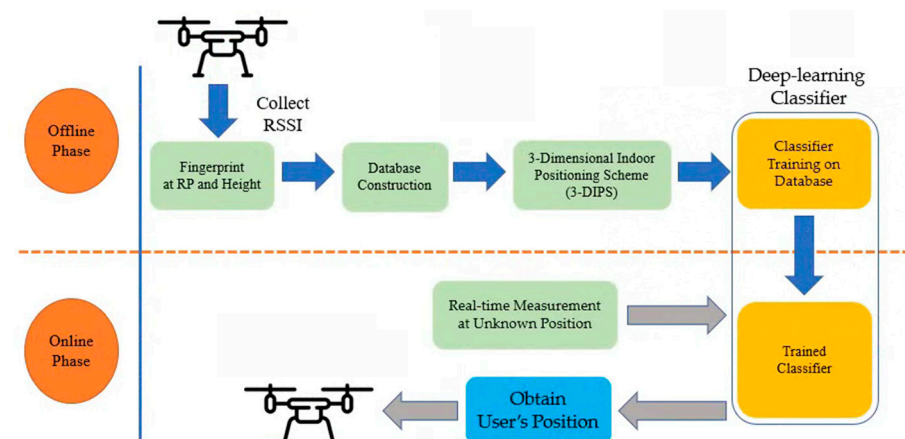 Deep-learning
Classifier
Collect
RSSI
Offline
Phase
Fingerprint
at RP and Height
Database
Construction
3-Dimensional Indoor
Positioning Scheme
(3-DIPS)
Classifier
Training on
Database
Online
Phase
Real-time Measurement
at Unknown Position
Trained
Classifier
Obtain
User's Position